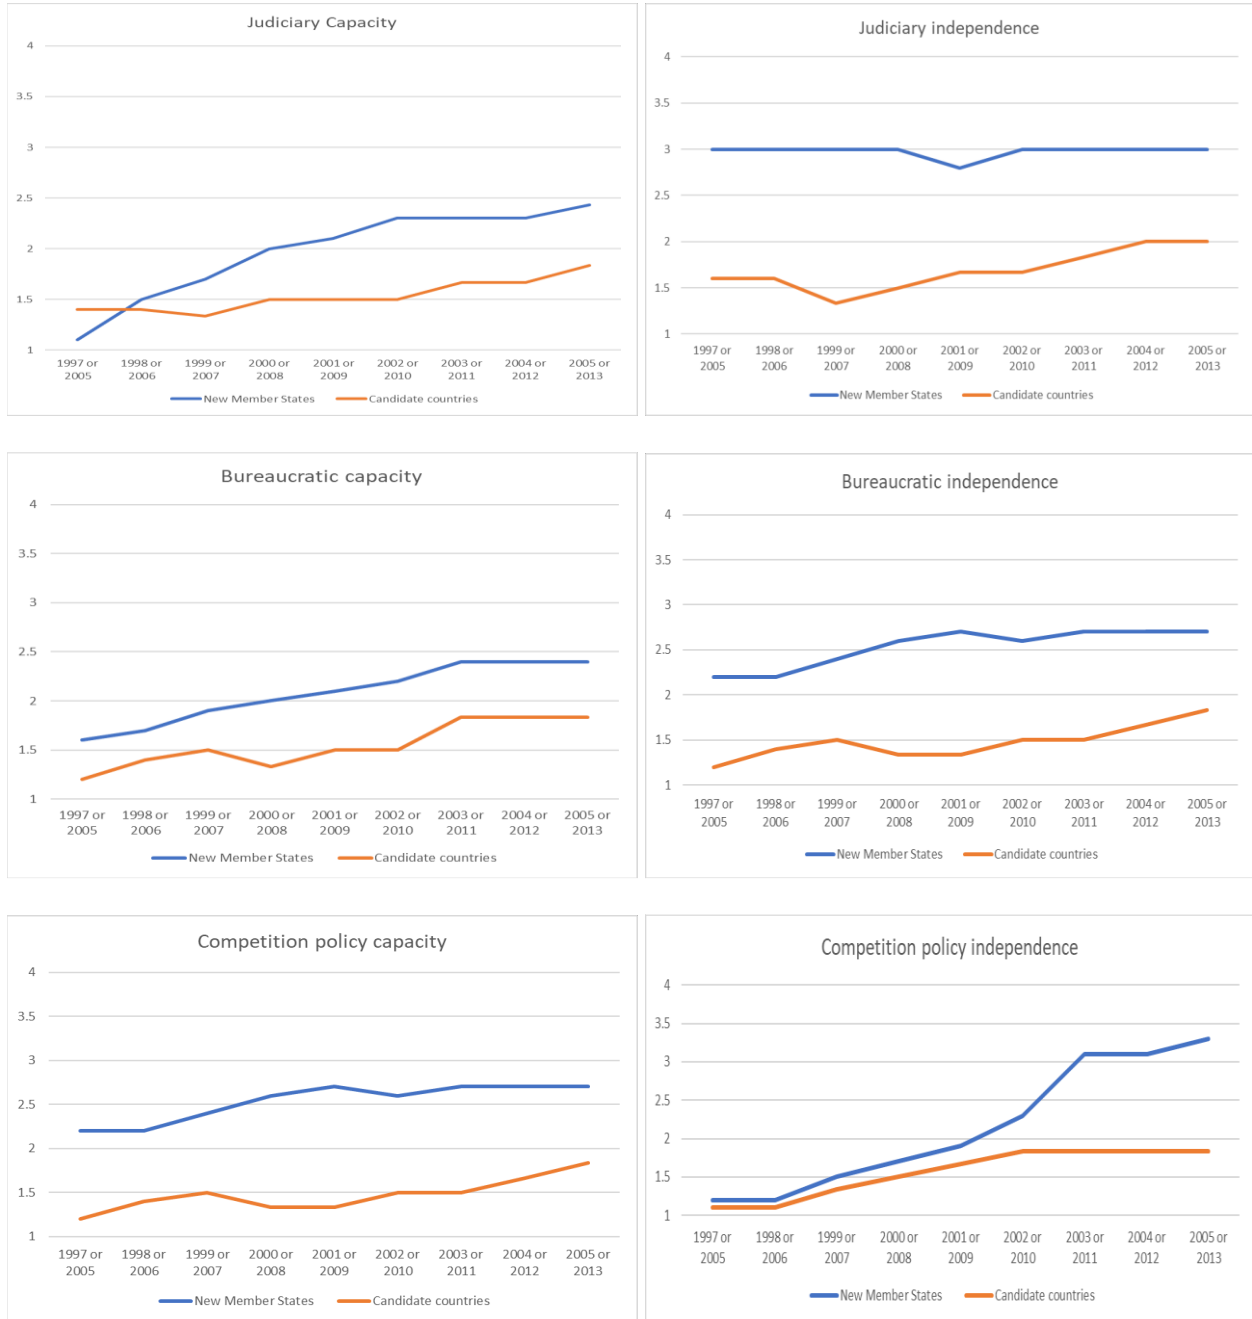 Judiciary Capacity
4
3.5
3
2.5
2
1.5
1
1997 or 1998 or 1999 or 2000 or 2001 or 2002 or 2003 or 2004 or 2005 or
2005 2006 2007 2008 2009 2010 2011 2012 2013
New Member States Candidate countries
Judiciary independence
4
3.5
3
2.5
2
1.5
1
1997 or 1998 or 1999 or 2000 or 2001 or 2002 or 2003 or 2004 or 2005 or
2005 2006 2007 2008 2009 2010 2011 2012 2013
New Member States Candidate countries
Bureaucratic capacity
4
3.5
3
2.5
2
1.5
1
1997 or 1998 or 1999 or 2000 or 2001 or 2002 or 2003 or 2004 or 2005 or
2005 2006 2007 2008 2009 2010 2011 2012 2013
New Member States Candidate countries
Bureaucratic independence
4
3.5
3
2.5
2
1.5
1
1997 or 1998 or 1999 or 2000 or 2001 or 2002 or 2003 or 2004 or 2005 or
2005 2006 2007 2008 2009 2010 2011 2012 2013
New Member States Candidate countries
Competition policy capacity
4
3.5
3
2.5
2
1.5
1
1997 or 1998 or 1999 or 2000 or 2001 or 2002 or 2003 or 2004 or 2005 or
2005 2006 2007 2008 2009 2010 2011 2012 2013
New Member States Candidate countries
Competition policy independence
4
3.5
3
2.5
2
1.5
1
1997 or 1998 or 1999 or 2000 or 2001 or 2002 or 2003 or 2004 or 2005 or
2005 2006 2007 2008 2009 2010 2011 2012 2013
New Member States Candidate countries